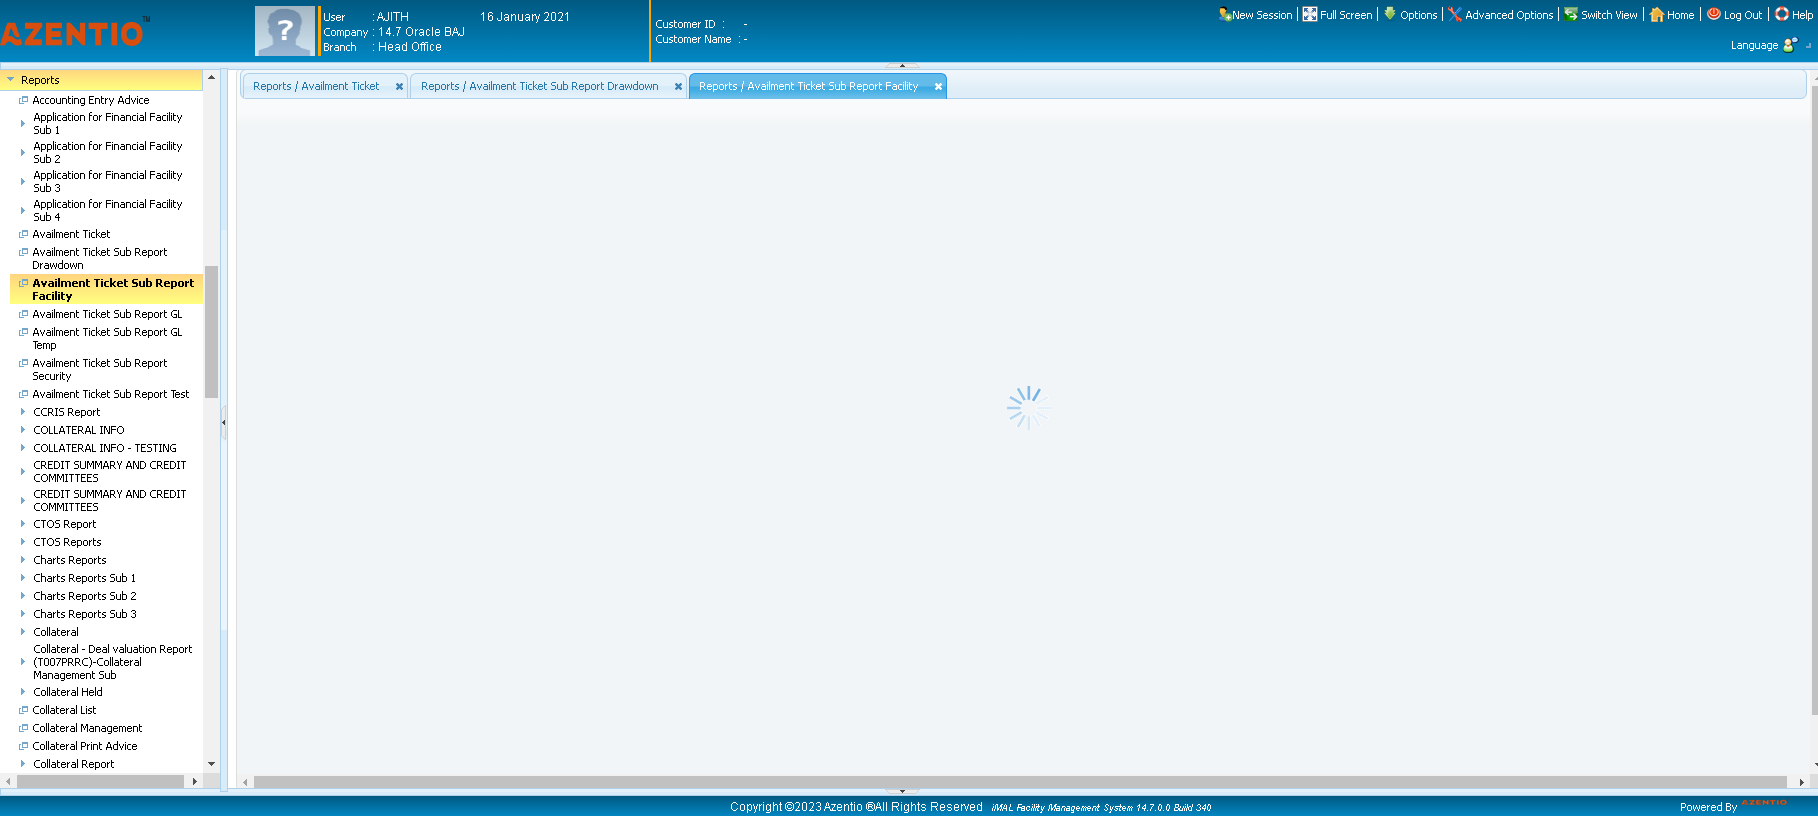 AZENTIO™
User : AJITH 16 January 2021
Company : 14.7 Oracle BAJ
Branch : Head Office
Customer ID : -
Customer Name : -
New Session | Full Screen | Options | Advanced Options | Switch View | Home | Log Out | Help
Language
Reports
Accounting Entry Advice
Application for Financial Facility
Sub 1
Application for Financial Facility
Sub 2
Application for Financial Facility
Sub 3
Application for Financial Facility
Sub 4
Availment Ticket
Availment Ticket Sub Report
Drawdown
Availment Ticket Sub Report
Facility
Availment Ticket Sub Report GL
Availment Ticket Sub Report GL
Temp
Availment Ticket Sub Report
Security
Availment Ticket Sub Report Test
CCRIS Report
COLLATERAL INFO
COLLATERAL INFO - TESTING
CREDIT SUMMARY AND CREDIT
COMMITTEES
CREDIT SUMMARY AND CREDIT
COMMITTEES
CTOS Report
CTOS Reports
Charts Reports
Charts Reports Sub 1
Charts Reports Sub 2
Charts Reports Sub 3
Collateral
Collateral - Deal valuation Report
(T007PRRC)-Collateral
Management Sub
Collateral Held
Collateral List
Collateral Management
Collateral Print Advice
Collateral Report
Reports / Availment Ticket
Reports / Availment Ticket Sub Report Drawdown
Reports / Availment Ticket Sub Report Facility
Copyright ©2023 Azentio ®All Rights Reserved iMAL Facility Management System 14.7.0.0 Build 340
Powered By AZENTIO